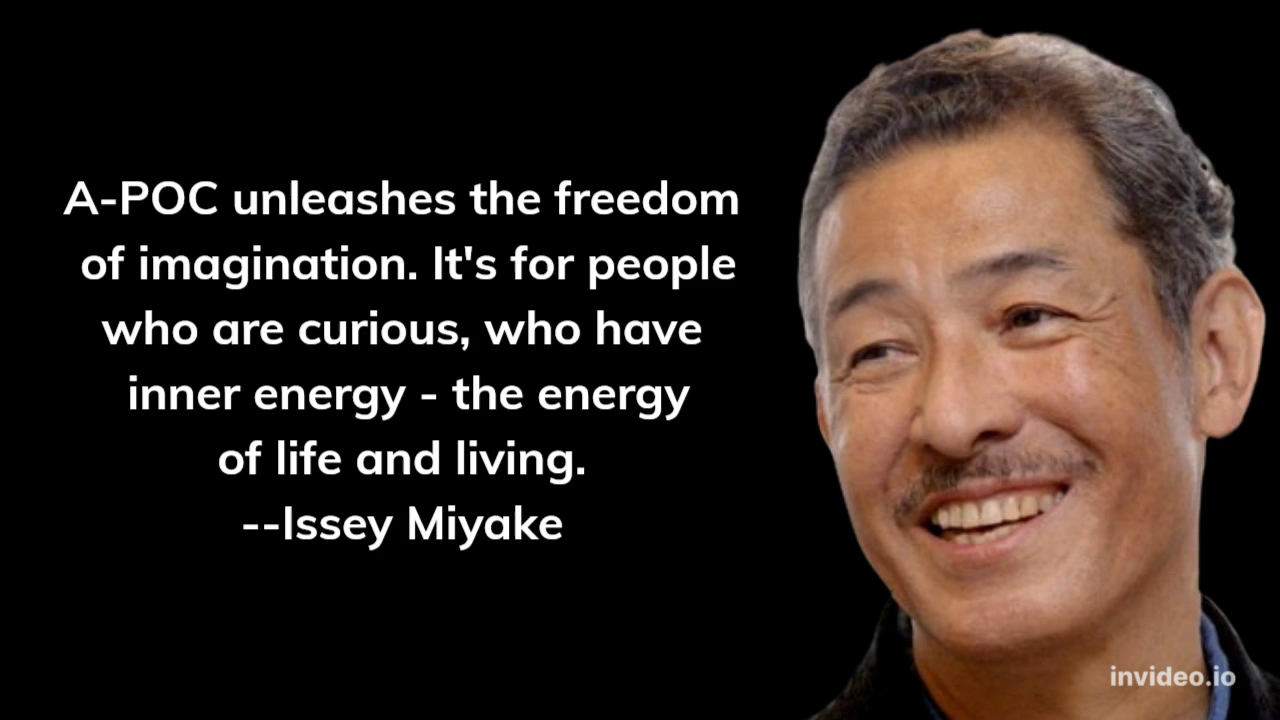 A-POC unleashes the freedom
of imagination. It's for people
who are curious, who have
inner energy - the energy
of life and living.
--Issey Miyake
invideo.io